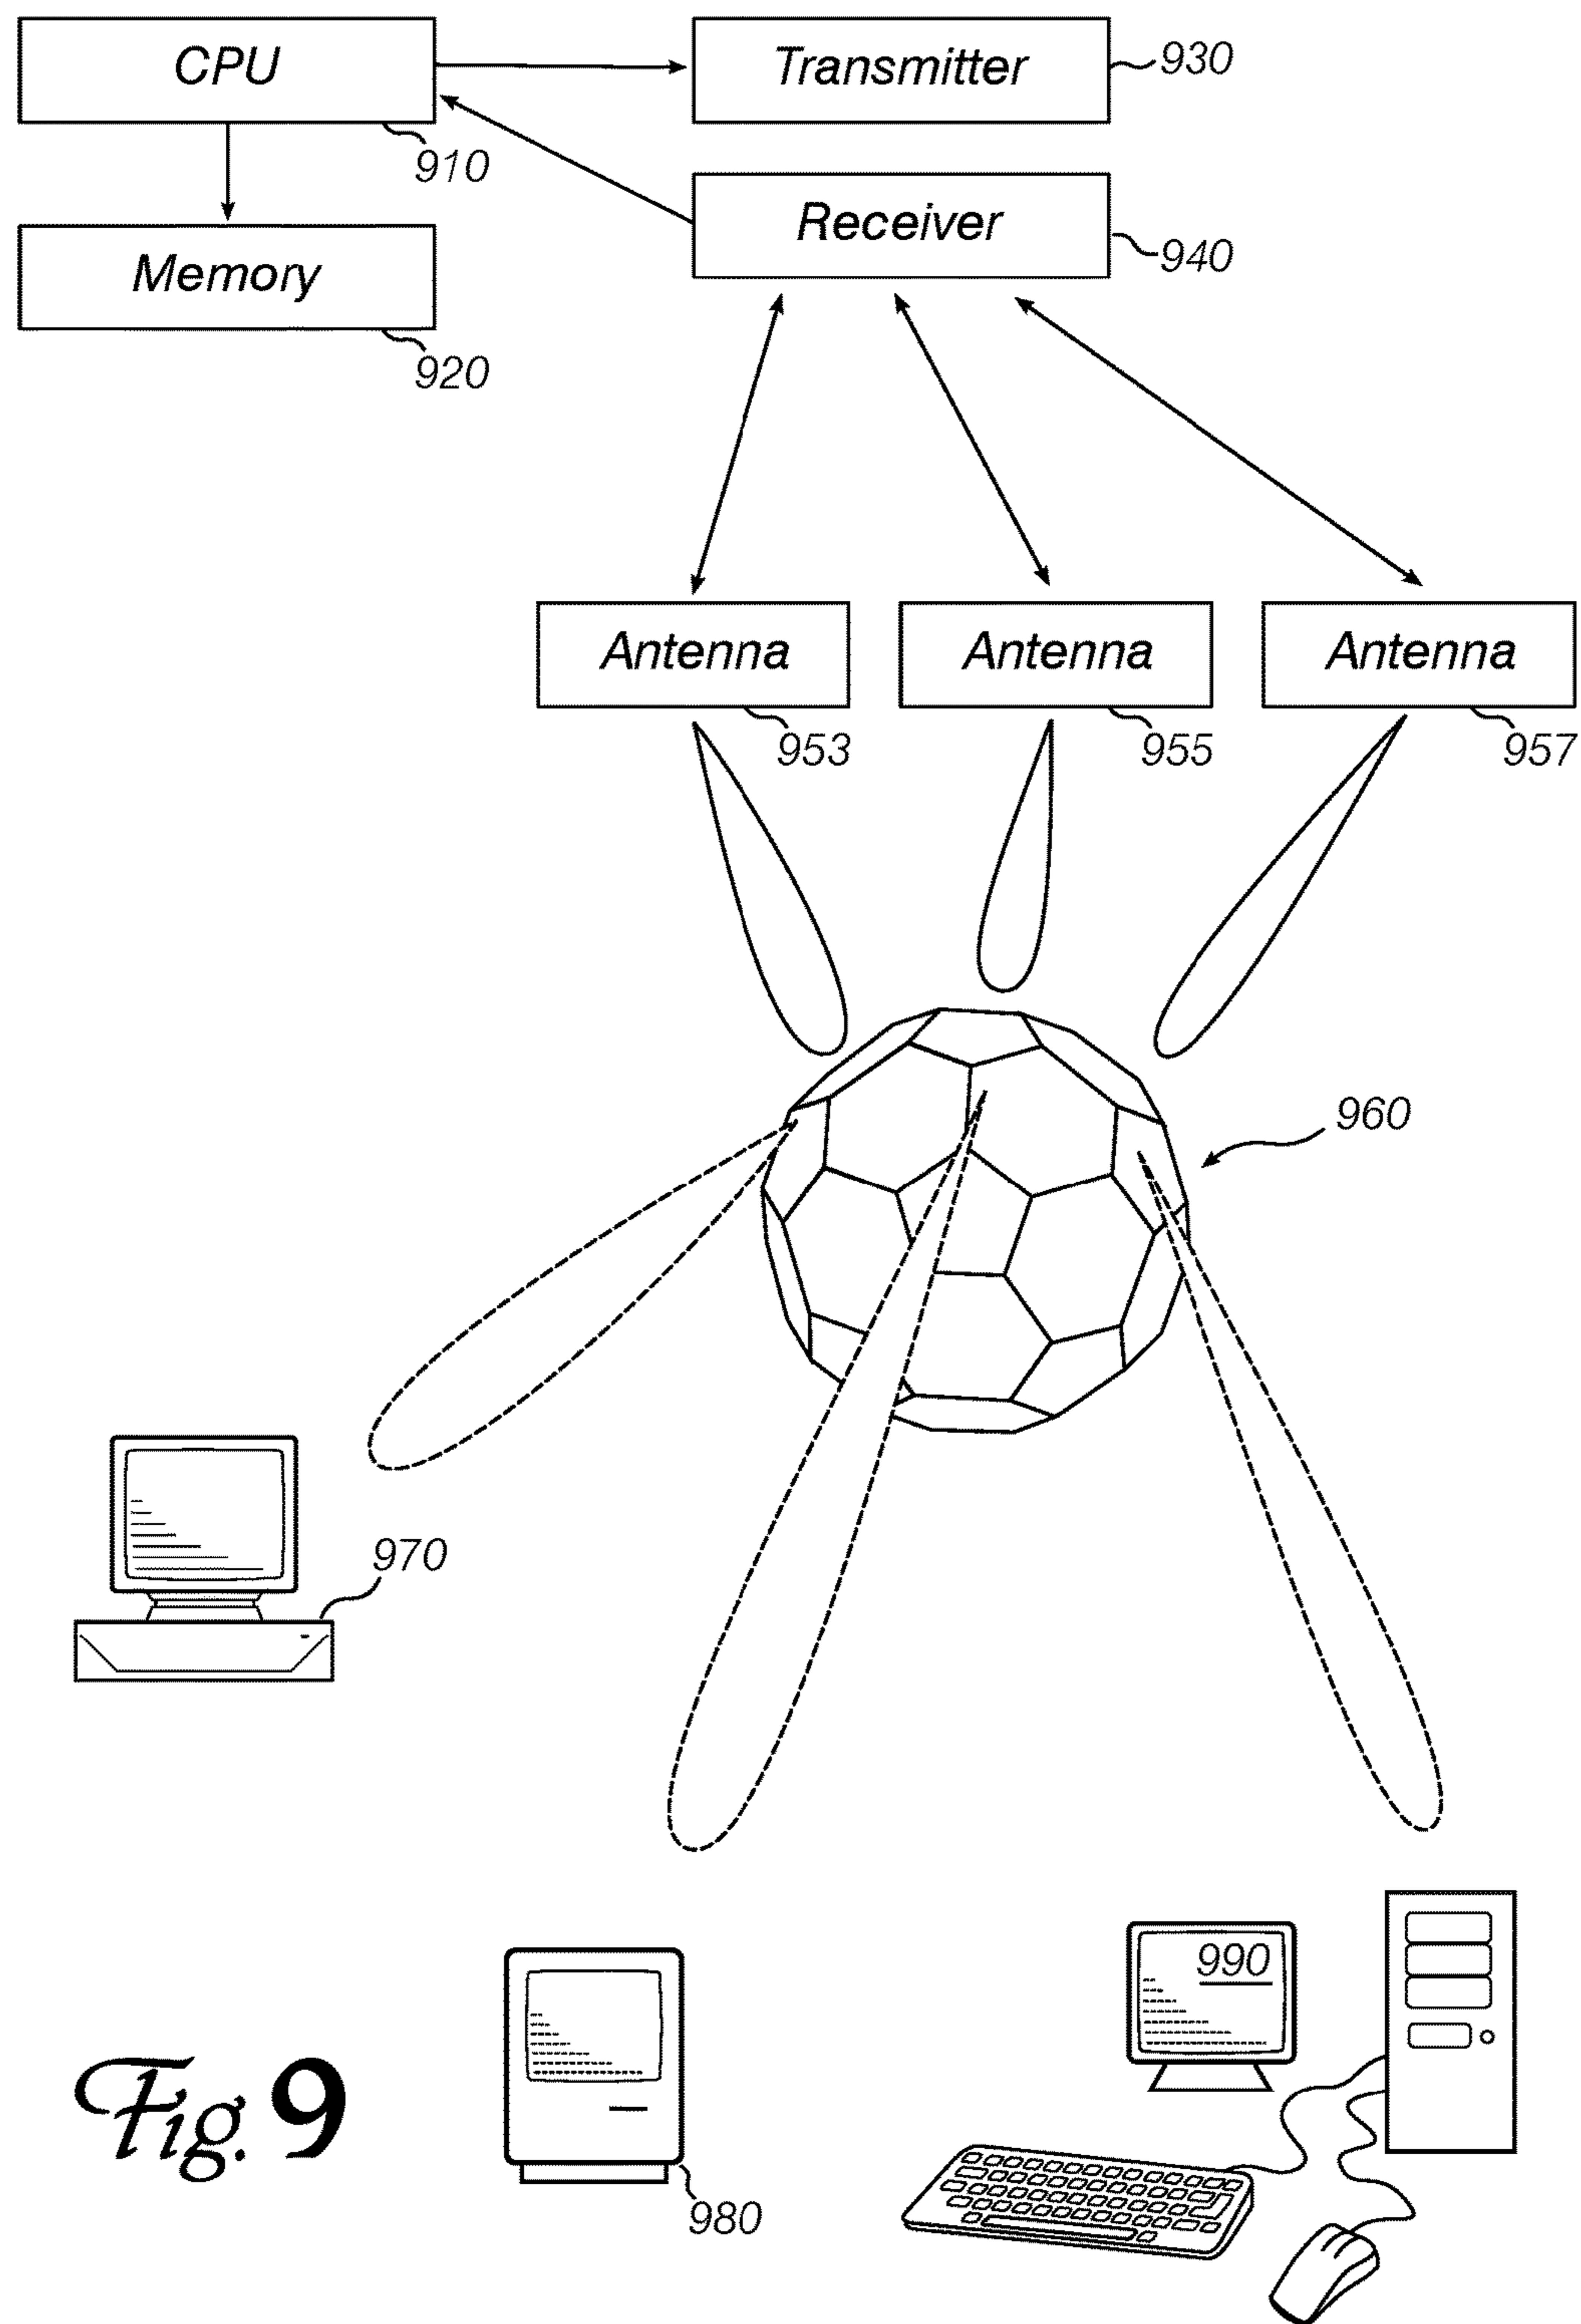 CPU
Transmitter
930
910
Receiver
940
Memory
920
Antenna
Antenna
Antenna
953
955
957
960
970
990
980
Fig. 9